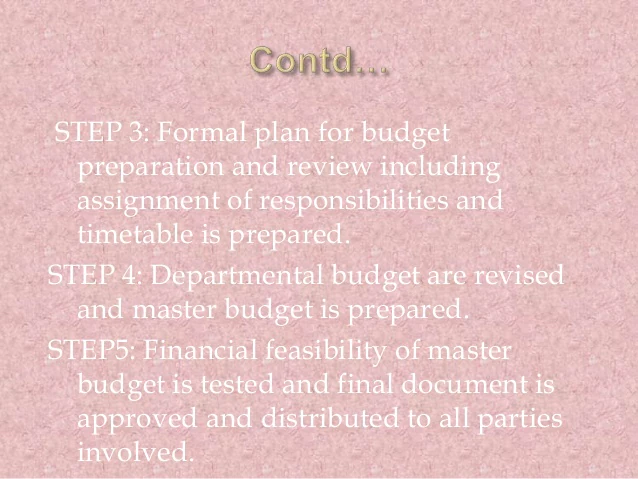 Contd...
STEP 3: Formal plan for budget
preparation and review including
assignment of responsibilities and
timetable is prepared.
STEP 4: Departmental budget are revised
and master budget is prepared.
STEP5: Financial feasibility of master
budget is tested and final document is
approved and distributed to all parties
involved.